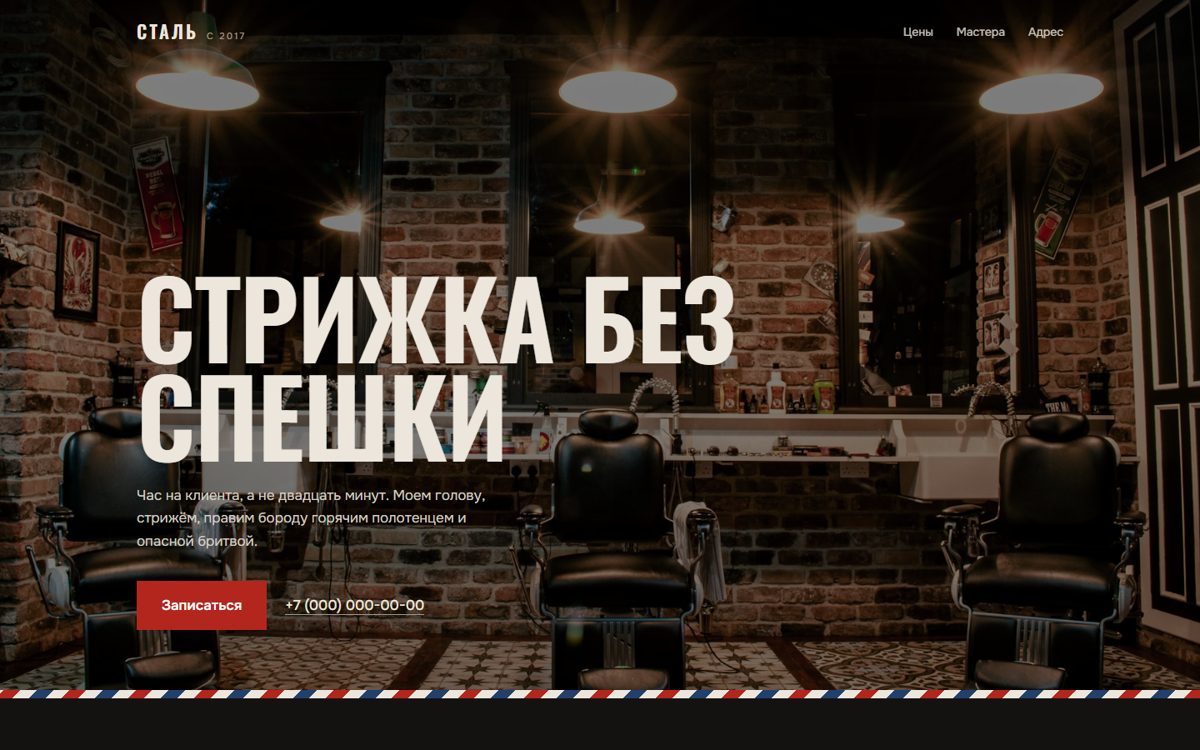 СТАЛЬ С 2017
Цены Мастера Адрес
СТРИЖКА БЕЗ
СПЕШКИ
Час на клиента, а не двадцать минут. Моем голову,
стрижём, правим бороду горячим полотенцем и
опасной бритвой.
Записаться +7 (000) 000-00-00